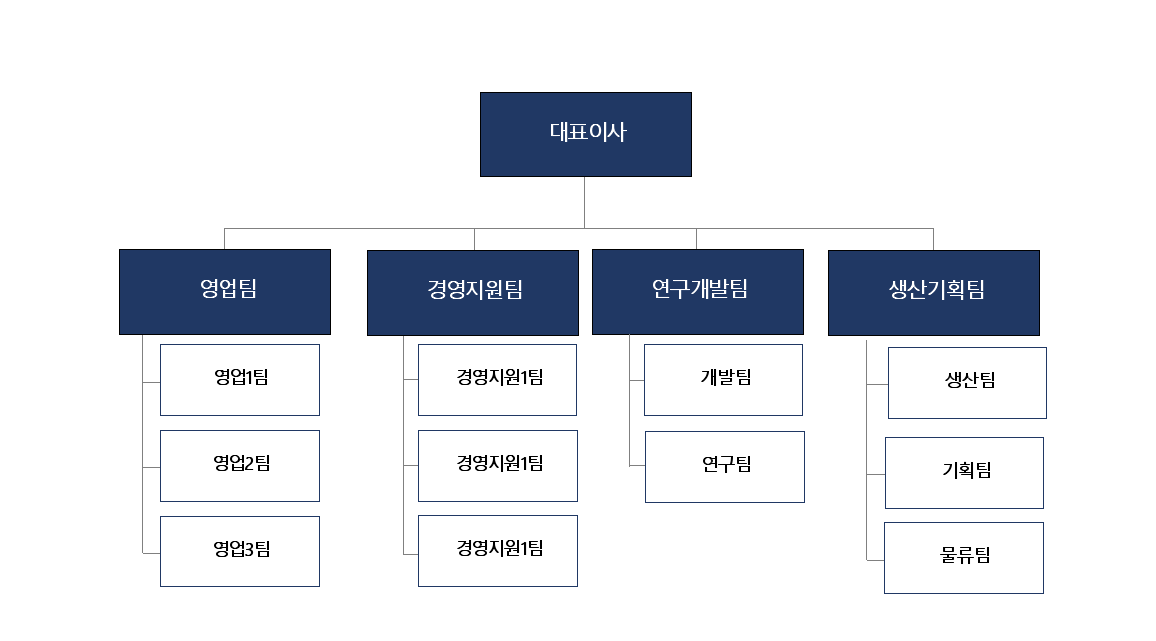 대표이사
영업팀
경영지원팀
연구개발팀
생산기획팀
영업1팀
경영지원1팀
개발팀
생산팀
영업2팀
경영지원1팀
연구팀
기획팀
영업3팀
경영지원1팀
물류팀